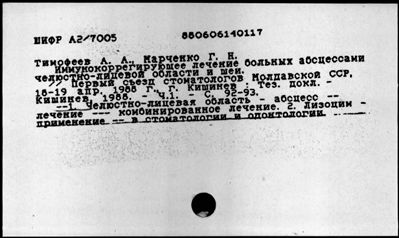 ШИФР А2/7005 880606140117
Тимофеев А. А., Марченко Г. Н.
Иммунокоррегирующее лечение больных абсцессами
челюстно-лицевой области и шеи.
Первый съезд стоматологов Молдавской ССР,
18-19 апр. 1988 г., г. Кишинев : Тез. докл. -
Кишинев, 1988. - Ч.1. - С. 92-93.
--1. Челюстно-лицевая область - абсцесс --
лечение --- комбинированное лечение. 2. Лизоцим -
применение -- в стоматологии и одонтологии